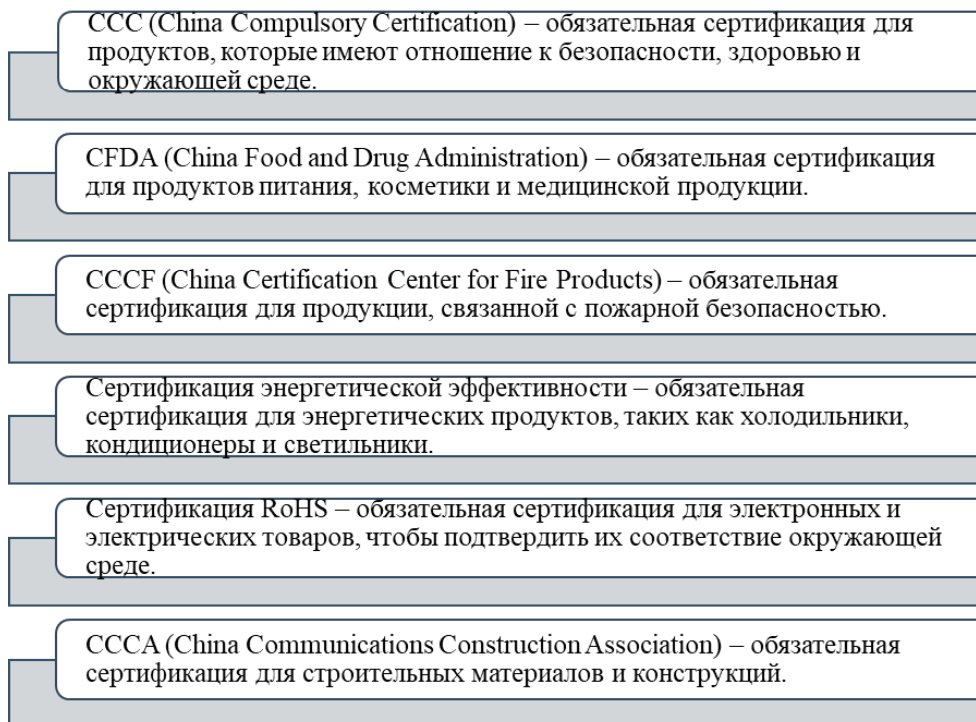 CCC (China Compulsory Certification) – обязательная сертификация для
продуктов, которые имеют отношение к безопасности, здоровью и
окружающей среде.
CFDA (China Food and Drug Administration) – обязательная сертификация
для продуктов питания, косметики и медицинской продукции.
CCCF (China Certification Center for Fire Products) – обязательная
сертификация для продукции, связанной с пожарной безопасностью.
Сертификация энергетической эффективности – обязательная
сертификация для энергетических продуктов, таких как холодильники,
кондиционеры и светильники.
Сертификация RoHS – обязательная сертификация для электронных и
электрических товаров, чтобы подтвердить их соответствие окружающей
среде.
CCCA (China Communications Construction Association) – обязательная
сертификация для строительных материалов и конструкций.